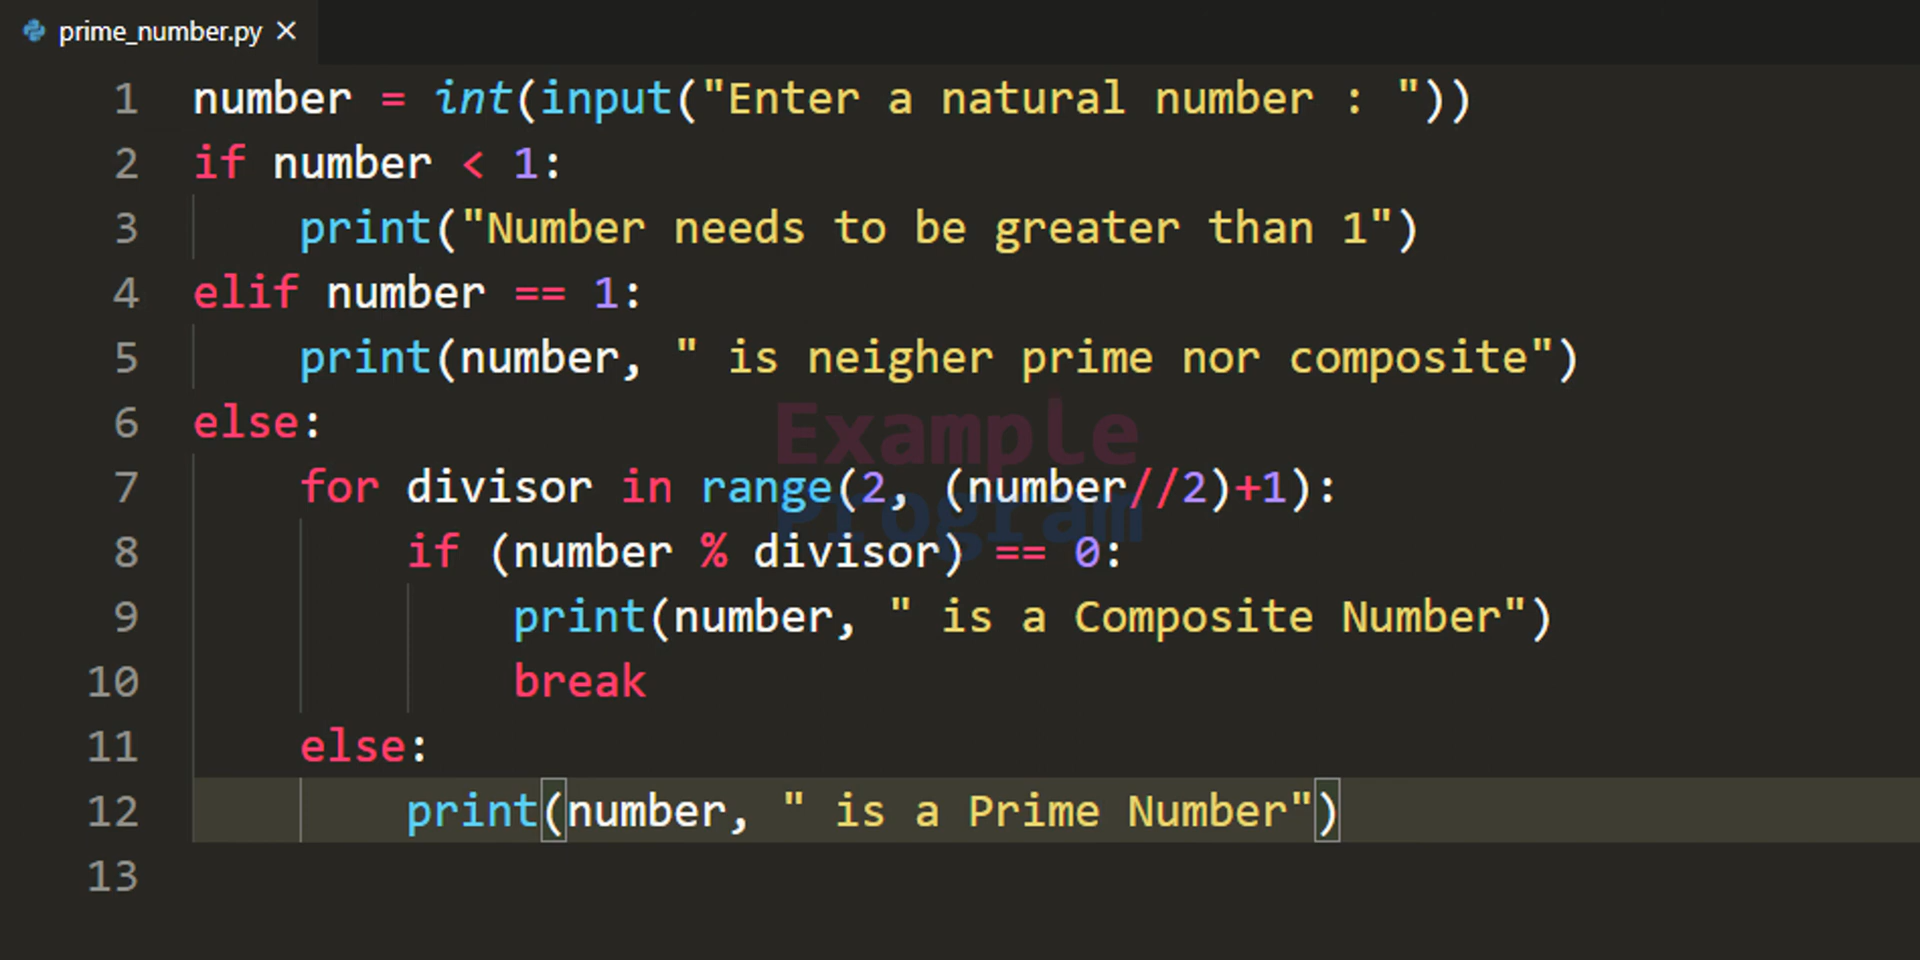 prime_number.py ×
1 number = int(input("Enter a natural number : "))
2 if number < 1:
3     print("Number needs to be greater than 1")
4 elif number == 1:
5     print(number, " is neigher prime nor composite")
6 else:
Example
7     for divisor in range(2, (number//2)+1):
Program
8         if (number % divisor) == 0:
9             print(number, " is a Composite Number")
10             break
11     else:
12         print(number, " is a Prime Number")
13